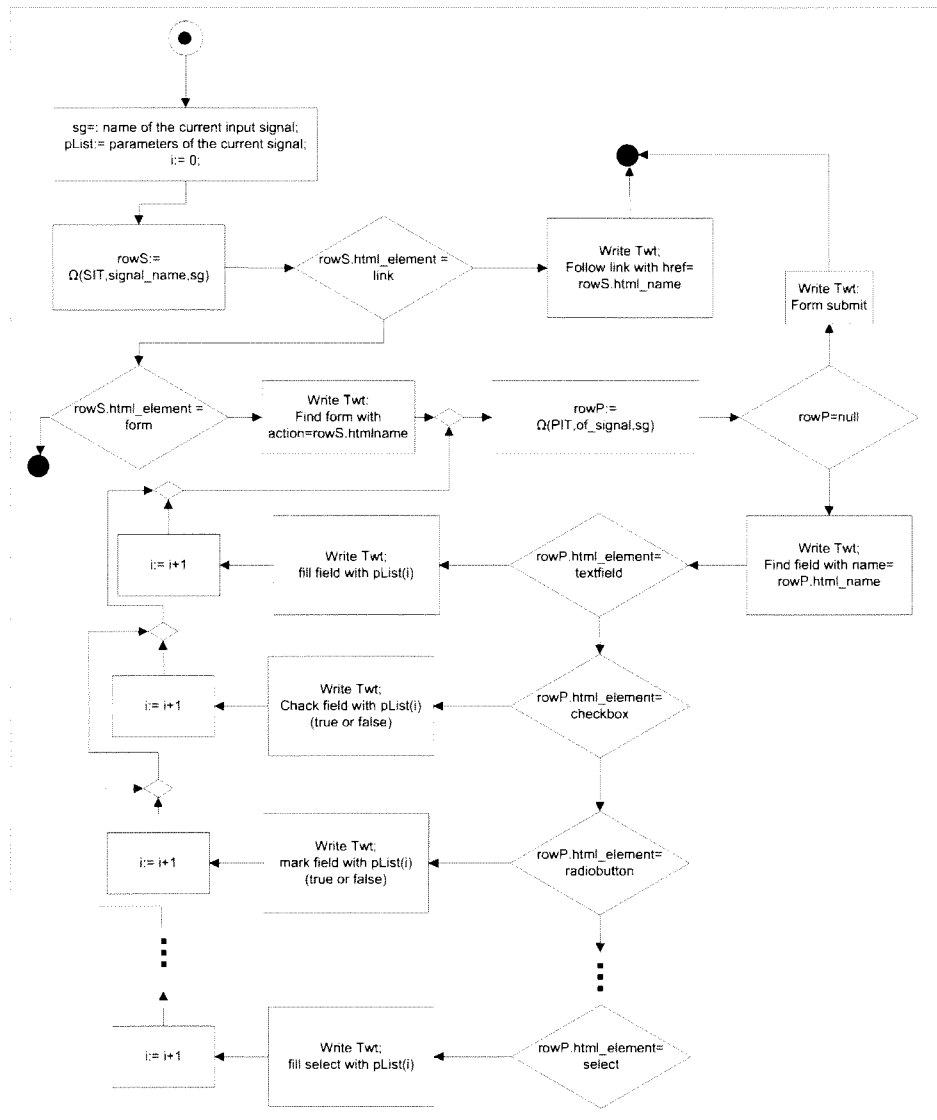 sg=: name of the current input signal;
pList:= parameters of the current signal;
i:= 0;
rowS:=
Ω(SIT,signal_name,sg)
rowS.html_element =
link
Write Twt;
Follow link with href=
rowS.html_name
Write Twt:
Form submit
rowS.html_element =
form
Write Twt:
Find form with
action=rowS.htmlname
rowP:=
Ω(PIT,of_signal,sg)
rowP=null
i:= i+1
Write Twt;
fill field with pList(i)
rowP.html_element=
textfield
Write Twt;
Find field with name=
rowP.html_name
i:= i+1
Write Twt;
Chack field with pList(i)
(true or false)
rowP.html_element=
checkbox
i:= i+1
Write Twt;
mark field with pList(i)
(true or false)
rowP.html_element=
radiobutton
i:= i+1
Write Twt;
fill select with pList(i)
rowP.html_element=
select